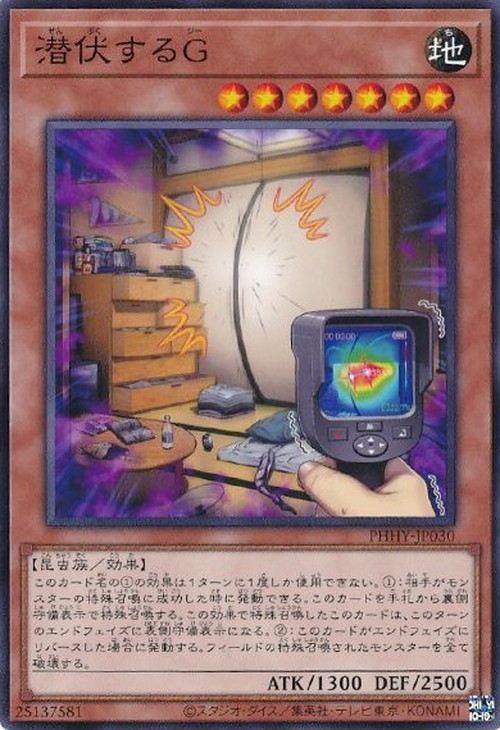 潜伏するG
地
PHHY-JP030
【昆虫族／効果】
このカード名の①の効果は1ターンに1度しか使用できない。①：相手がモン
スターの特殊召喚に成功した時に発動できる。このカードを手札から裏側
守備表示で特殊召喚する。この効果で特殊召喚したこのカードは、このターン
のエンドフェイズに表側守備表示になる。②：このカードがエンドフェイズに
リバースした場合に発動する。フィールドの特殊召喚されたモンスターを全て
破壊する。
ATK/1300 DEF/2500
25137581 ©スタジオ・ダイス／集英社・テレビ東京・KONAMI